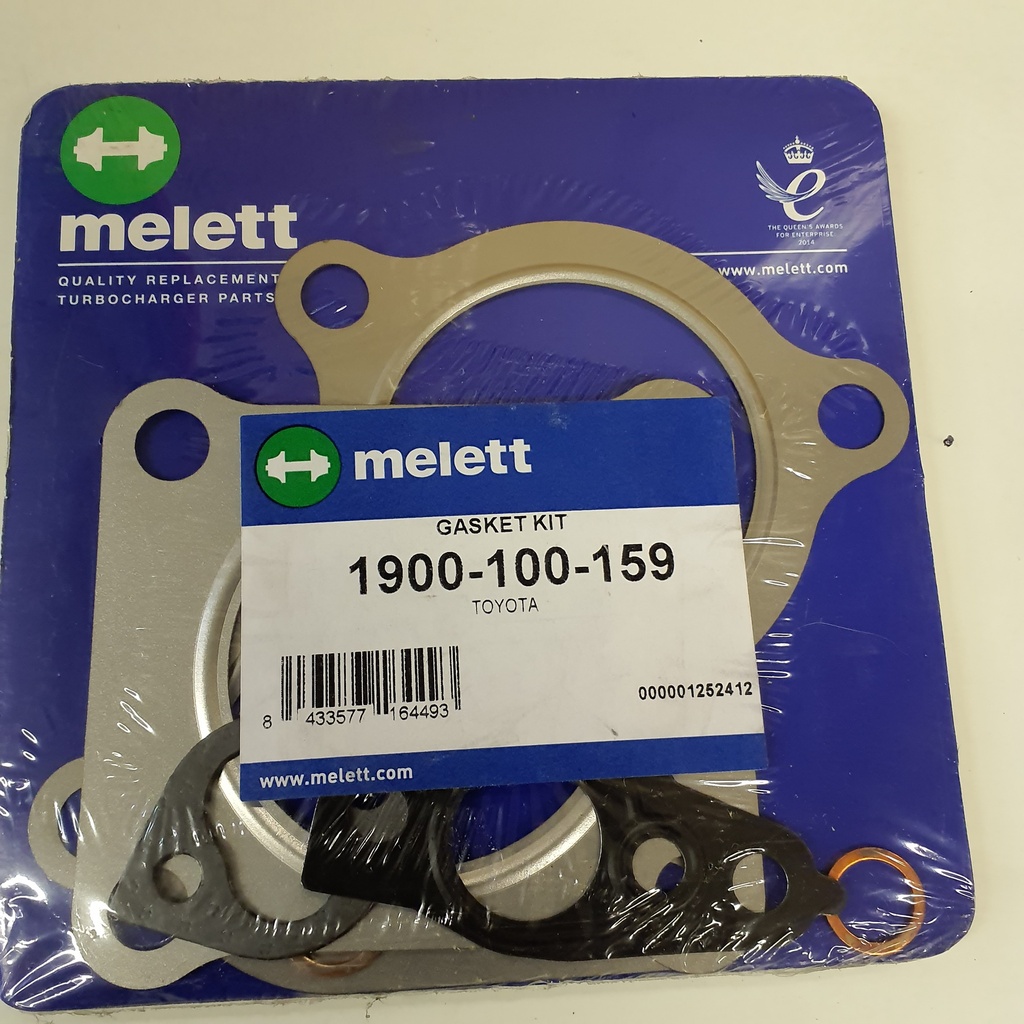 melett
QUALITY REPLACEMENT
TURBOCHARGER PARTS
e
THE QUEEN'S AWARDS
FOR ENTERPRISE
2014
www.melett.com
melett
GASKET KIT
1900-100-159
TOYOTA
000001252412
8 433577 164493
www.melett.com